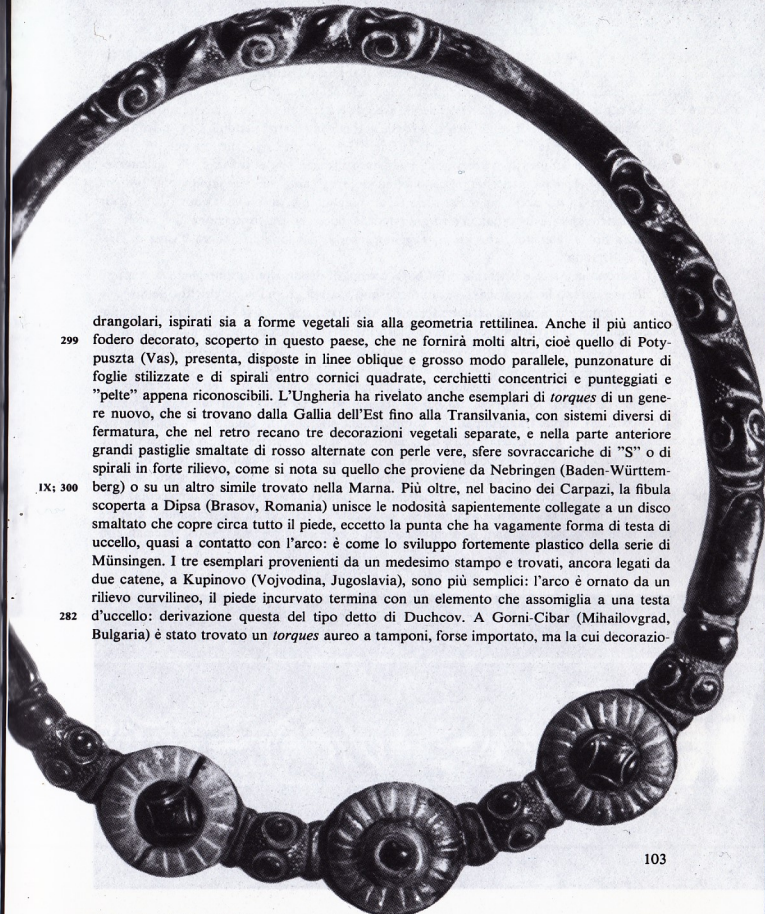 drangolari, ispirati sia a forme vegetali sia alla geometria rettilinea. Anche il più antico
299 fodero decorato, scoperto in questo paese, che ne fornirà molti altri, cioè quello di Poty-
puszta (Vas), presenta, disposte in linee oblique e grosso modo parallele, punzonature di
foglie stilizzate e di spirali entro cornici quadrate, cerchietti concentrici e punteggiati e
"pelte" appena riconoscibili. L'Ungheria ha rivelato anche esemplari di torques di un gene-
re nuovo, che si trovano dalla Gallia dell'Est fino alla Transilvania, con sistemi diversi di
fermatura, che nel retro recano tre decorazioni vegetali separate, e nella parte anteriore
grandi pastiglie smaltate di rosso alternate con perle vere, sfere sovraccariche di "S" o di
spirali in forte rilievo, come si nota su quello che proviene da Nebringen (Baden-Württem-
IX; 300 berg) o su un altro simile trovato nella Marna. Più oltre, nel bacino dei Carpazi, la fibula
scoperta a Dipsa (Brasov, Romania) unisce le nodosità sapientemente collegate a un disco
smaltato che copre circa tutto il piede, eccetto la punta che ha vagamente forma di testa di
uccello, quasi a contatto con l'arco: è come lo sviluppo fortemente plastico della serie di
Münsingen. I tre esemplari provenienti da un medesimo stampo e trovati, ancora legati da
due catene, a Kupinovo (Vojvodina, Jugoslavia), sono più semplici: l'arco è ornato da un
rilievo curvilineo, il piede incurvato termina con un elemento che assomiglia a una testa
282 d'uccello: derivazione questa del tipo detto di Duchcov. A Gorni-Cibar (Mihailovgrad,
Bulgaria) è stato trovato un torques aureo a tamponi, forse importato, ma la cui decorazio-
103